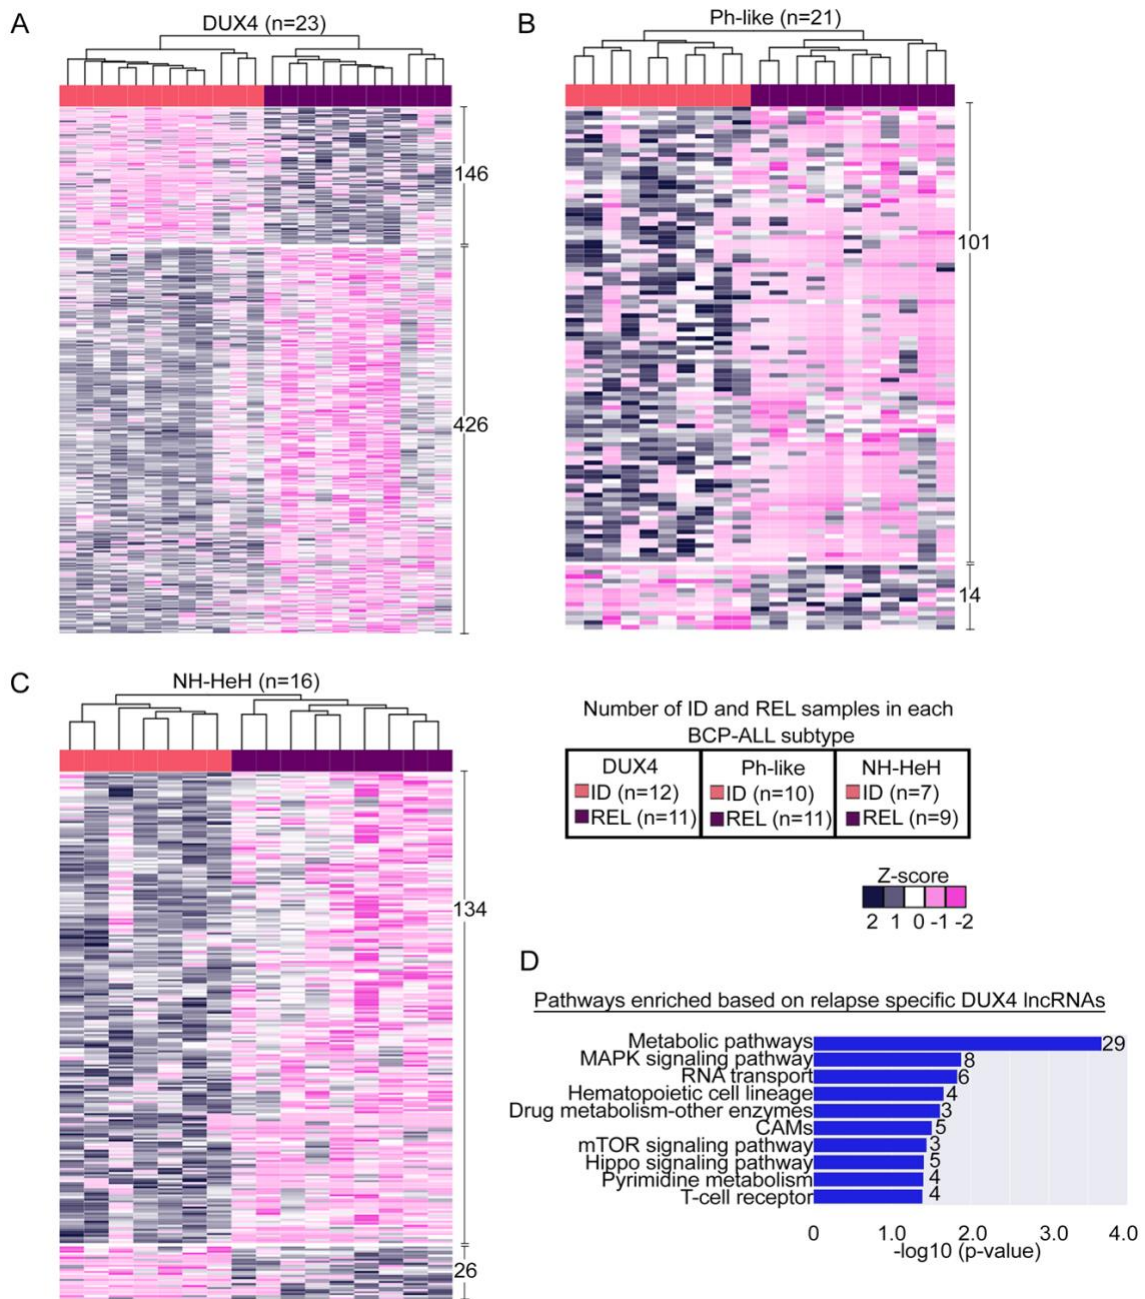 A
DUX4 (n=23)
146
426
B
Ph-like (n=21)
101
14
C
NH-HeH (n=16)
134
26
Number of ID and REL samples in each
BCP-ALL subtype
DUX4
ID (n=12)
REL (n=11)
Ph-like
ID (n=10)
REL (n=11)
NH-HeH
ID (n=7)
REL (n=9)
Z-score
2 1 0 -1 -2
D
Pathways enriched based on relapse specific DUX4 lncRNAs
Metabolic pathways 29
MAPK signaling pathway 8
RNA transport 6
Hematopoietic cell lineage 4
Drug metabolism-other enzymes 3
CAMs 5
mTOR signaling pathway 3
Hippo signaling pathway 5
Pyrimidine metabolism 4
T-cell receptor 4
0 1.0 2.0 3.0 4.0
-log10 (p-value)